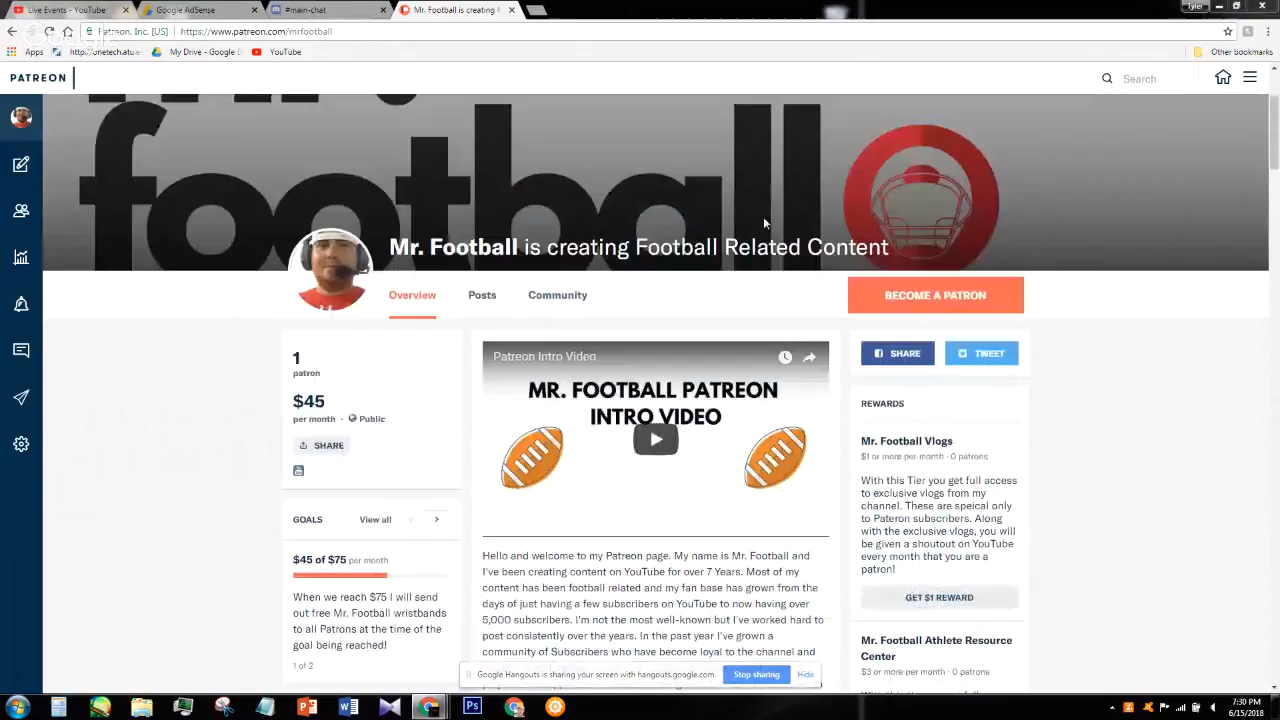 Live Events - YouTube
Google AdSense
#main-chat
Mr. Football is creating F
Tyler
Patreon, Inc. [US] | https://www.patreon.com/mrfootball
Apps
http://onetechatue
My Drive - Google D
YouTube
Other bookmarks
PATREON
Search
football
Mr. Football is creating Football Related Content
Overview
Posts
Community
BECOME A PATRON
1
patron
$45
per month · Public
SHARE
GOALS
View all
$45 of $75 per month
When we reach $75 I will send
out free Mr. Football wristbands
to all Patrons at the time of the
goal being reached!
1 of 2
Patreon Intro Video
MR. FOOTBALL PATREON
INTRO VIDEO
Hello and welcome to my Patreon page. My name is Mr. Football and
I've been creating content on YouTube for over 7 Years. Most of my
content has been football related and my fan base has grown from the
days of just having a few subscribers on YouTube to now having over
5,000 subscribers. I'm not the most well-known but I've worked hard to
post consistently over the years. In the past year I've grown a
community of Subscribers who have become loyal to the channel and
SHARE
TWEET
REWARDS
Mr. Football Vlogs
$1 or more per month · 0 patrons
With this Tier you get full access
to exclusive vlogs from my
channel. These are speical only
to Pateron subscribers. Along
with the exclusive vlogs, you will
be given a shoutout on YouTube
every month that you are a
patron!
GET $1 REWARD
Mr. Football Athlete Resource
Center
$3 or more per month · 0 patrons
Google Hangouts is sharing your screen with hangouts.google.com.
Stop sharing
Hide
7:30 PM
6/15/2018